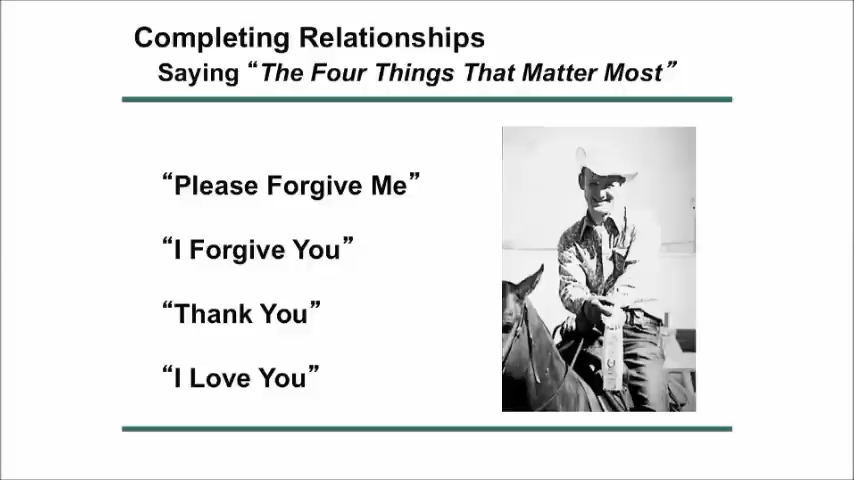 Completing Relationships
Saying “The Four Things That Matter Most”
“Please Forgive Me”
“I Forgive You”
“Thank You”
“I Love You”